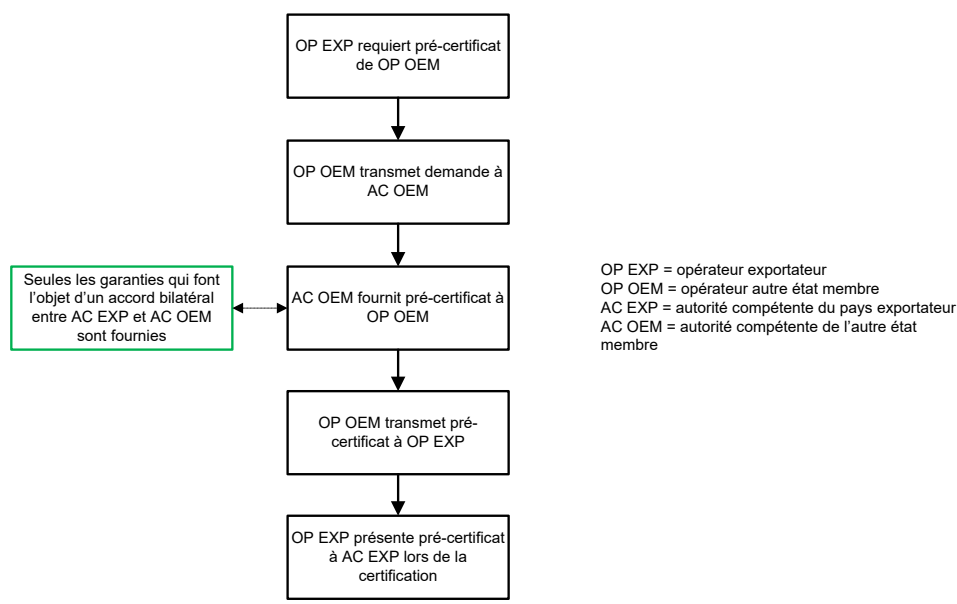 OP EXP requiert pré-certificat
de OP OEM
OP OEM transmet demande à
AC OEM
Seules les garanties qui font
l’objet d’un accord bilatéral
entre AC EXP et AC OEM
sont fournies
AC OEM fournit pré-certificat à
OP OEM
OP EXP = opérateur exportateur
OP OEM = opérateur autre état membre
AC EXP = autorité compétente du pays exportateur
AC OEM = autorité compétente de l’autre état
membre
OP OEM transmet pré-
certificat à OP EXP
OP EXP présente pré-certificat
à AC EXP lors de la
certification